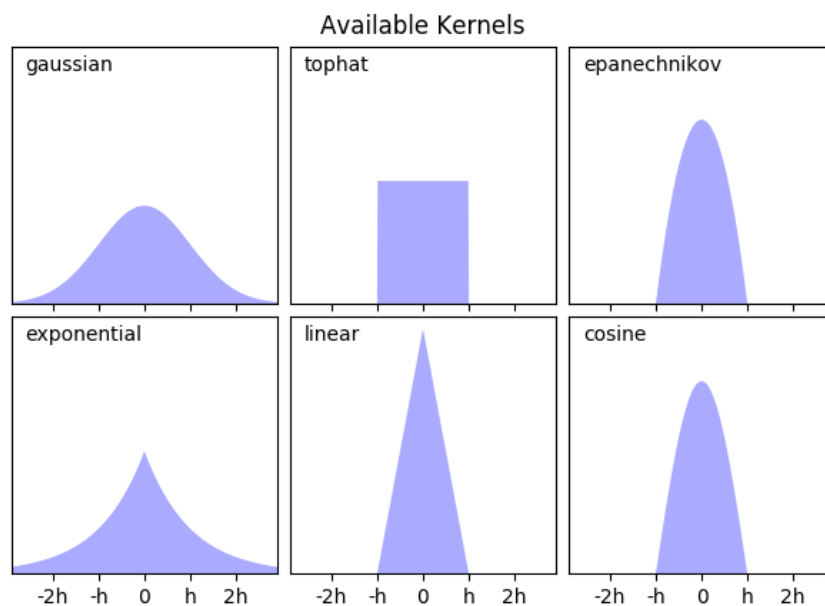 Available Kernels
gaussian
tophat
epanechnikov
exponential
linear
cosine
-2h -h 0 h 2h
-2h -h 0 h 2h
-2h -h 0 h 2h